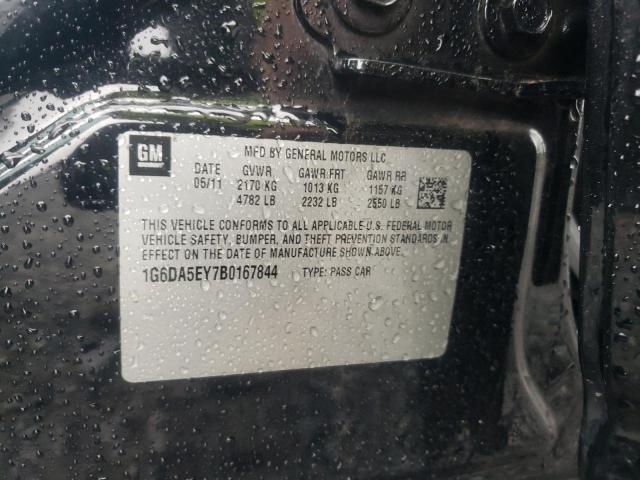 GM
MFD BY GENERAL MOTORS LLC
DATE GVWR GAWR FRT GAWR RR
05/11 2170 KG 1013 KG 1157 KG
4782 LB 2232 LB 2550 LB
THIS VEHICLE CONFORMS TO ALL APPLICABLE U.S. FEDERAL MOTOR
VEHICLE SAFETY, BUMPER, AND THEFT PREVENTION STANDARDS IN
EFFECT ON THE DATE OF MANUFACTURE SHOWN ABOVE.
1G6DA5EY7B0167844 TYPE: PASS CAR